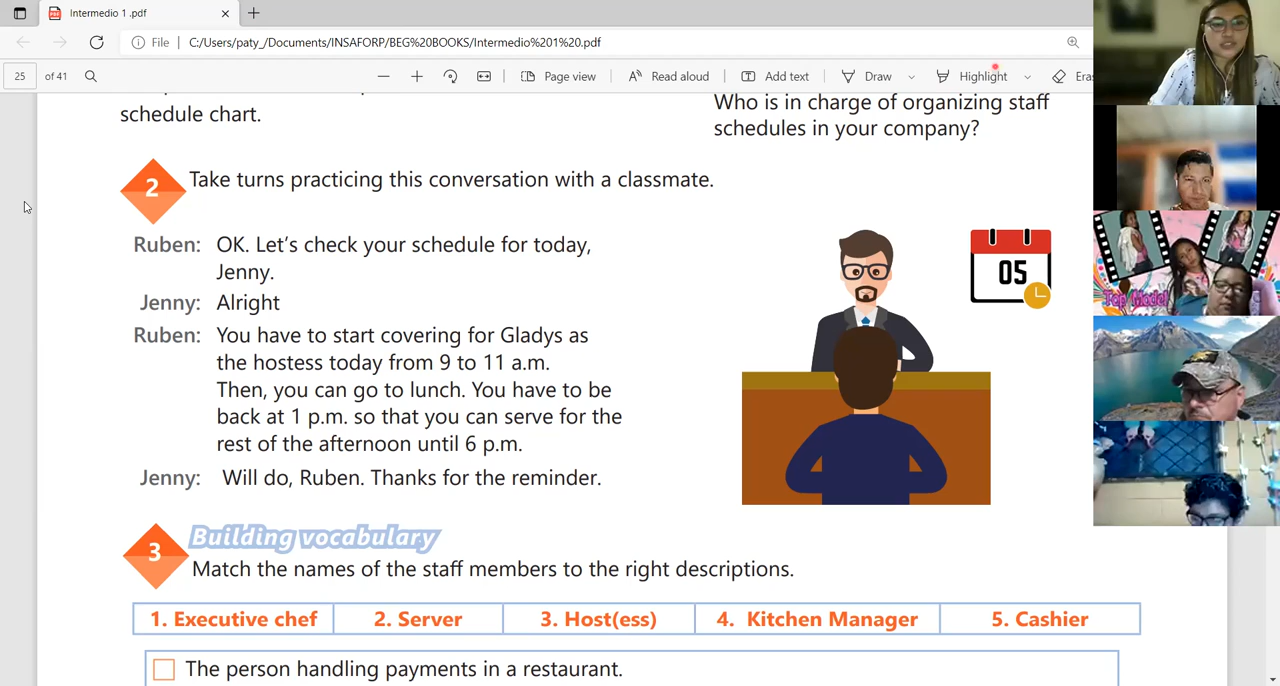 Intermedio 1 .pdf
File C:/Users/paty_/Documents/INSAFORP/BEG%20BOOKS/Intermedio%201%20.pdf
25 of 41 Page view Read aloud Add text Draw Highlight Eras
schedule chart.
Who is in charge of organizing staff
schedules in your company?
2 Take turns practicing this conversation with a classmate.
Ruben: OK. Let's check your schedule for today,
Jenny.
Jenny: Alright
Ruben: You have to start covering for Gladys as
the hostess today from 9 to 11 a.m.
Then, you can go to lunch. You have to be
back at 1 p.m. so that you can serve for the
rest of the afternoon until 6 p.m.
Jenny: Will do, Ruben. Thanks for the reminder.
05
Top Model
3 Building vocabulary
Match the names of the staff members to the right descriptions.
1. Executive chef 2. Server 3. Host(ess) 4. Kitchen Manager 5. Cashier
The person handling payments in a restaurant.